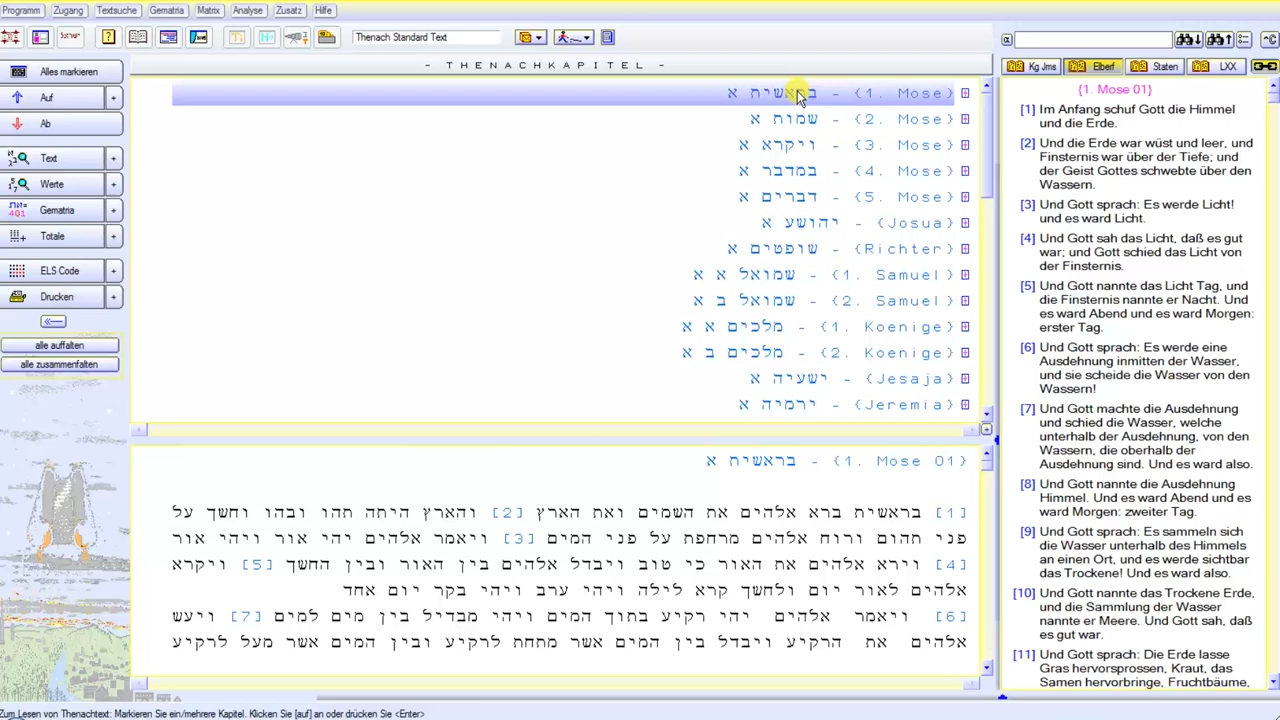 Programm Zugang Textsuche Gematria Matrix Analyse Zusatz Hilfe
Thenach Standard Text
Alles markieren
Auf
Ab
Text
Werte
Gematria
Totale
ELS Code
Drucken
alle auffalten
alle zusammenfalten
- THENACHKAPITEL -
בראשית א - {1. Mose}
שמות א - {2. Mose}
ויקרא א - {3. Mose}
במדבר א - {4. Mose}
דברים א - {5. Mose}
יהושע א - {Josua}
שופטים א - {Richter}
שמואל א א - {1. Samuel}
שמואל ב א - {2. Samuel}
מלכים א א - {1. Koenige}
מלכים ב א - {2. Koenige}
ישעיה א - {Jesaja}
ירמיה א - {Jeremia}
בראשית א - {1. Mose 01}
[1] בראשית ברא אלהים את השמים ואת הארץ [2] והארץ היתה תהו ובהו וחשך על
פני תהום ורוח אלהים מרחפת על פני המים [3] ויאמר אלהים יהי אור ויהי אור
[4] וירא אלהים את האור כי טוב ויבדל אלהים בין האור ובין החשך [5] ויקרא
אלהים לאור יום ולחשך קרא לילה ויהי ערב ויהי בקר יום אחד
[6] ויאמר אלהים יהי רקיע בתוך המים ויהי מבדיל בין מים למים [7] ויעש
אלהים את הרקיע ויבדל בין המים אשר מתחת לרקיע ובין המים אשר מעל לרקיע
Kg Jms Elberf Staten LXX
{1. Mose 01}
[1] Im Anfang schuf Gott die Himmel
und die Erde.
[2] Und die Erde war wüst und leer, und
Finsternis war über der Tiefe; und
der Geist Gottes schwebte über den
Wassern.
[3] Und Gott sprach: Es werde Licht!
und es ward Licht.
[4] Und Gott sah das Licht, daß es gut
war; und Gott schied das Licht von
der Finsternis.
[5] Und Gott nannte das Licht Tag, und
die Finsternis nannte er Nacht. Und
es ward Abend und es ward Morgen:
erster Tag.
[6] Und Gott sprach: Es werde eine
Ausdehnung inmitten der Wasser,
und sie scheide die Wasser von den
Wassern!
[7] Und Gott machte die Ausdehnung
und schied die Wasser, welche
unterhalb der Ausdehnung, von den
Wassern, die oberhalb der
Ausdehnung sind. Und es ward also.
[8] Und Gott nannte die Ausdehnung
Himmel. Und es ward Abend und es
ward Morgen: zweiter Tag.
[9] Und Gott sprach: Es sammeln sich
die Wasser unterhalb des Himmels
an einen Ort, und es werde sichtbar
das Trockene! Und es ward also.
[10] Und Gott nannte das Trockene Erde,
und die Sammlung der Wasser
nannte er Meere. Und Gott sah, daß
es gut war.
[11] Und Gott sprach: Die Erde lasse
Gras hervorsprossen, Kraut, das
Samen hervorbringe, Fruchtbäume,
Zum Lesen von Thenachtext: Markieren Sie ein/mehrere Kapitel. Klicken Sie [auf] an oder drücken Sie <Enter>